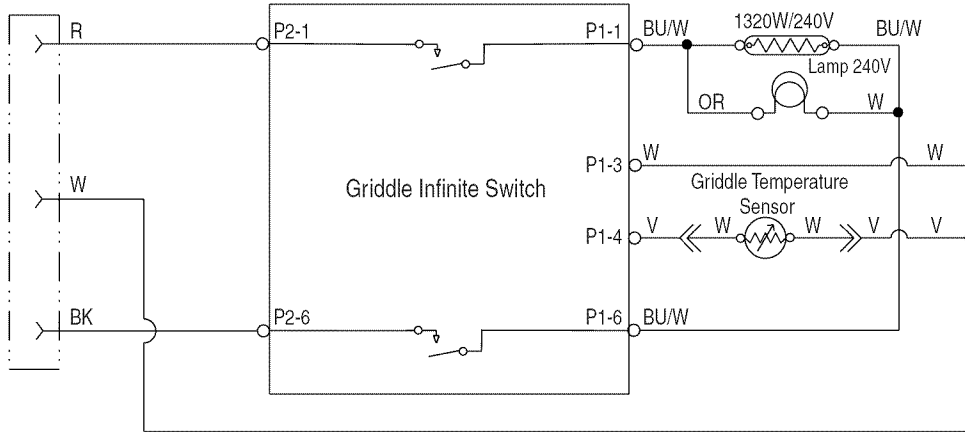 R
P2-1
P1-1
BU/W
1320W/240V
BU/W
Lamp 240V
OR
W
P1-3
W
W
W
Griddle Infinite Switch
Griddle Temperature
Sensor
P1-4
V
W
W
V
V
BK
P2-6
P1-6
BU/W